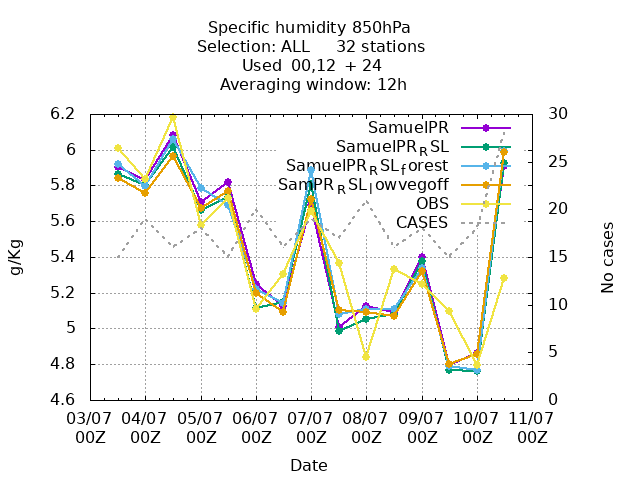 Specific humidity 850hPa
Selection: ALL 32 stations
Used 00,12 + 24
Averaging window: 12h
6.2
6
5.8
5.6
5.4
5.2
5
4.8
4.6
g/Kg
30
25
20
15
10
5
0
No cases
SamuelPR
SamuelPR_RSL
SamuelPR_RSL_forest
SamPR_RSL_lowvegoff
OBS
CASES
03/07 04/07 05/07 06/07 07/07 08/07 09/07 10/07 11/07
00Z 00Z 00Z 00Z 00Z 00Z 00Z 00Z 00Z
Date